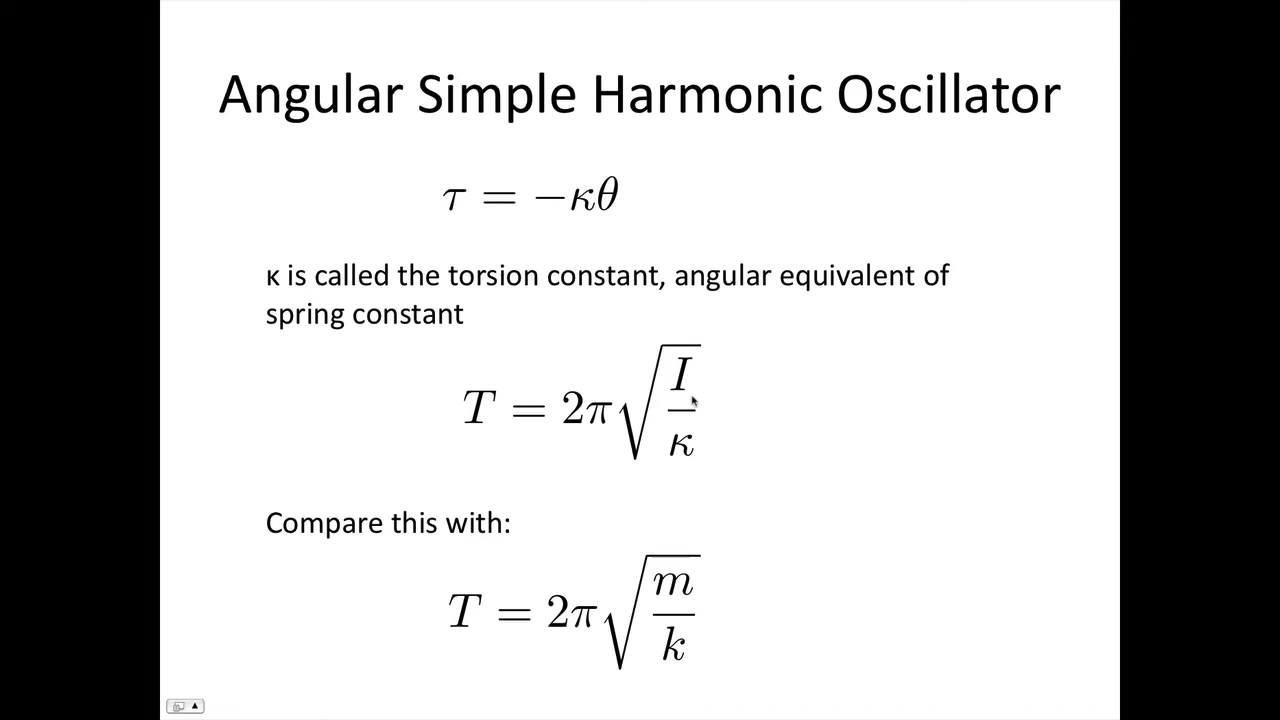 Angular Simple Harmonic Oscillator
τ = −κθ
κ is called the torsion constant, angular equivalent of
spring constant
T = 2π√(I/κ)
Compare this with:
T = 2π√(m/k)